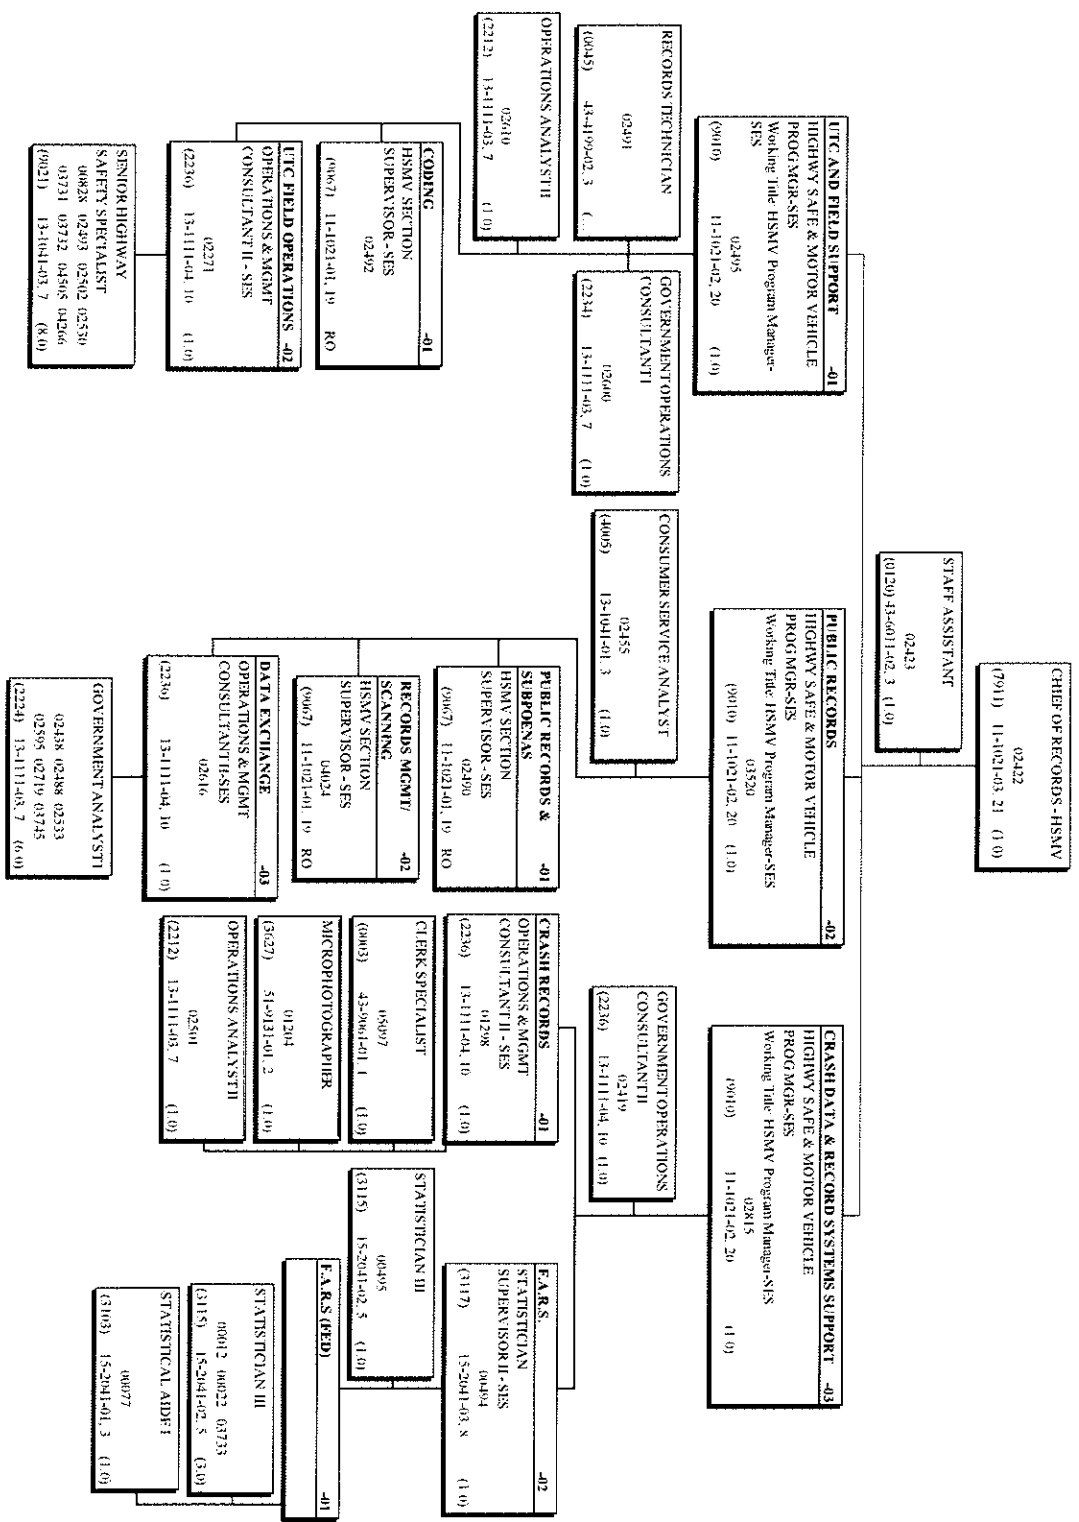 CHIEF OF RECORDS - HSMV
02422
(7911) 11-1021-03, 21 (1.0)
STAFF ASSISTANT
02423
(0120) 43-6011-02, 3 (1.0)
UTC AND FIELD SUPPORT -01
HIGHWY SAFE & MOTOR VEHICLE
PROG MGR-SES
Working Title: HSMV Program Manager-
SES
02495
(9010) 11-1021-02, 20 (1.0)
RECORDS TECHNICIAN
02491
(0045) 43-4199-02, 3
GOVERNMENT OPERATIONS
CONSULTANT I
02600
(2234) 13-1111-03, 7 (1.0)
OPERATIONS ANALYST II
02610
(2212) 13-1111-03, 7 (1.0)
CODING -01
HSMV SECTION
SUPERVISOR - SES
02492
(9067) 11-1021-01, 19 RO
UTC FIELD OPERATIONS -02
OPERATIONS & MGMT
CONSULTANT II - SES
02271
(2236) 13-1111-04, 10 (1.0)
SENIOR HIGHWAY
SAFETY SPECIALIST
00828 02493 02502 02530
03731 03732 04505 04266
(9021) 13-1041-03, 7 (8.0)
PUBLIC RECORDS -02
HIGHWY SAFE & MOTOR VEHICLE
PROG MGR-SES
Working Title: HSMV Program Manager-SES
03520
(9010) 11-1021-02, 20 (1.0)
CONSUMER SERVICE ANALYST
02455
(4005) 13-1041-01, 3 (1.0)
PUBLIC RECORDS & -01
SUBPOENAS
HSMV SECTION
SUPERVISOR - SES
02490
(9067) 11-1021-01, 19 RO
RECORDS MGMT/ -02
SCANNING
HSMV SECTION
SUPERVISOR - SES
04024
(9067) 11-1021-01, 19 RO
DATA EXCHANGE -03
OPERATIONS & MGMT
CONSULTANT II-SES
02616
(2236) 13-1111-04, 10 (1.0)
GOVERNMENT ANALYST I
02438 02488 02533
02595 02719 03745
(2224) 13-1111-03, 7 (6.0)
CRASH DATA & RECORD SYSTEMS SUPPORT -03
HIGHWY SAFE & MOTOR VEHICLE
PROG MGR-SES
Working Title: HSMV Program Manager-SES
02815
(9010) 11-1021-02, 20 (1.0)
GOVERNMENT OPERATIONS
CONSULTANT II
02419
(2236) 13-1111-04, 10 (1.0)
CRASH RECORDS -01
OPERATIONS & MGMT
CONSULTANT II - SES
01298
(2236) 13-1111-04, 10 (1.0)
CLERK SPECIALIST
05097
(0003) 43-9061-01, 1 (1.0)
MICROPHOTOGRAPHER
01204
(3627) 51-9131-01, 2 (1.0)
OPERATIONS ANALYST II
02501
(2212) 13-1111-03, 7 (1.0)
F.A.R.S. -02
STATISTICIAN
SUPERVISOR II - SES
00494
(3117) 15-2041-03, 8 (1.0)
STATISTICIAN III
00495
(3115) 15-2041-02, 5 (1.0)
F.A.R.S (FED) -01
STATISTICIAN III
00012 00022 03733
(3115) 15-2041-02, 5 (3.0)
STATISTICAL AIDE I
00077
(3103) 15-2041-01, 3 (1.0)